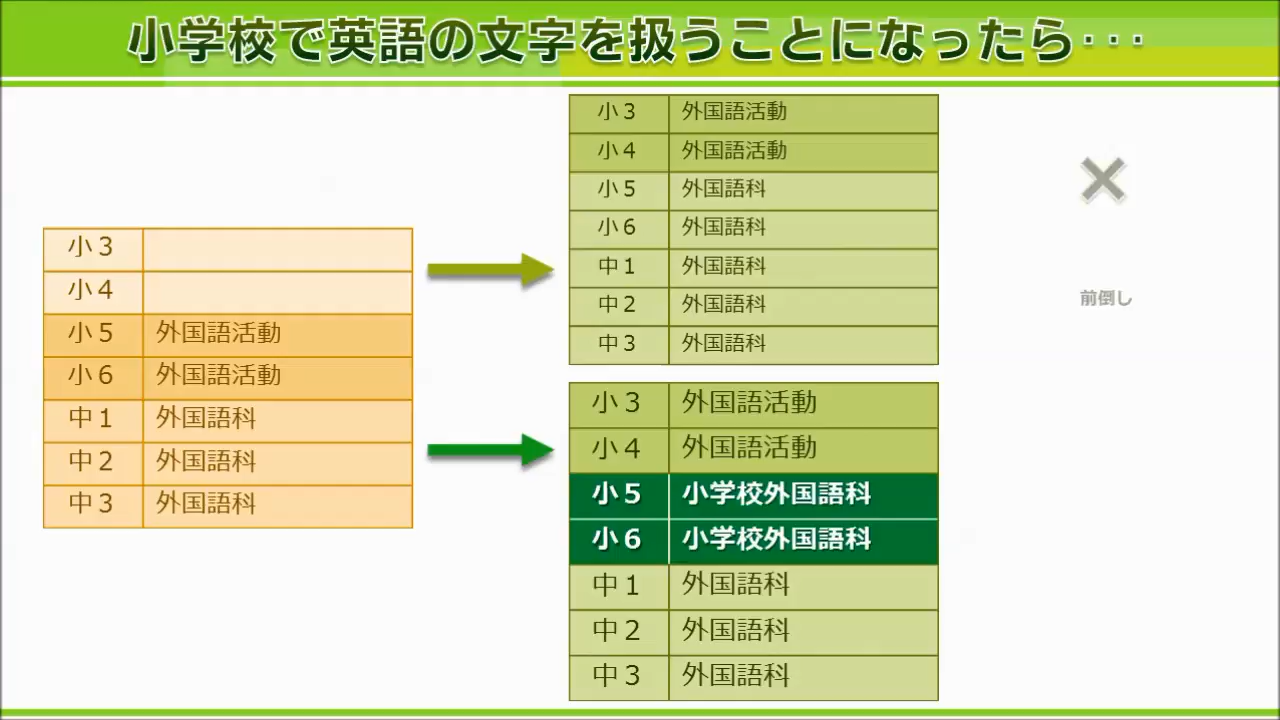 小学校で英語の文字を扱うことになったら･･･
小３
小４
小５ 外国語活動
小６ 外国語活動
中１ 外国語科
中２ 外国語科
中３ 外国語科
小３ 外国語活動
小４ 外国語活動
小５ 外国語科
小６ 外国語科
中１ 外国語科
中２ 外国語科
中３ 外国語科
×
前倒し
小３ 外国語活動
小４ 外国語活動
小５ 小学校外国語科
小６ 小学校外国語科
中１ 外国語科
中２ 外国語科
中３ 外国語科